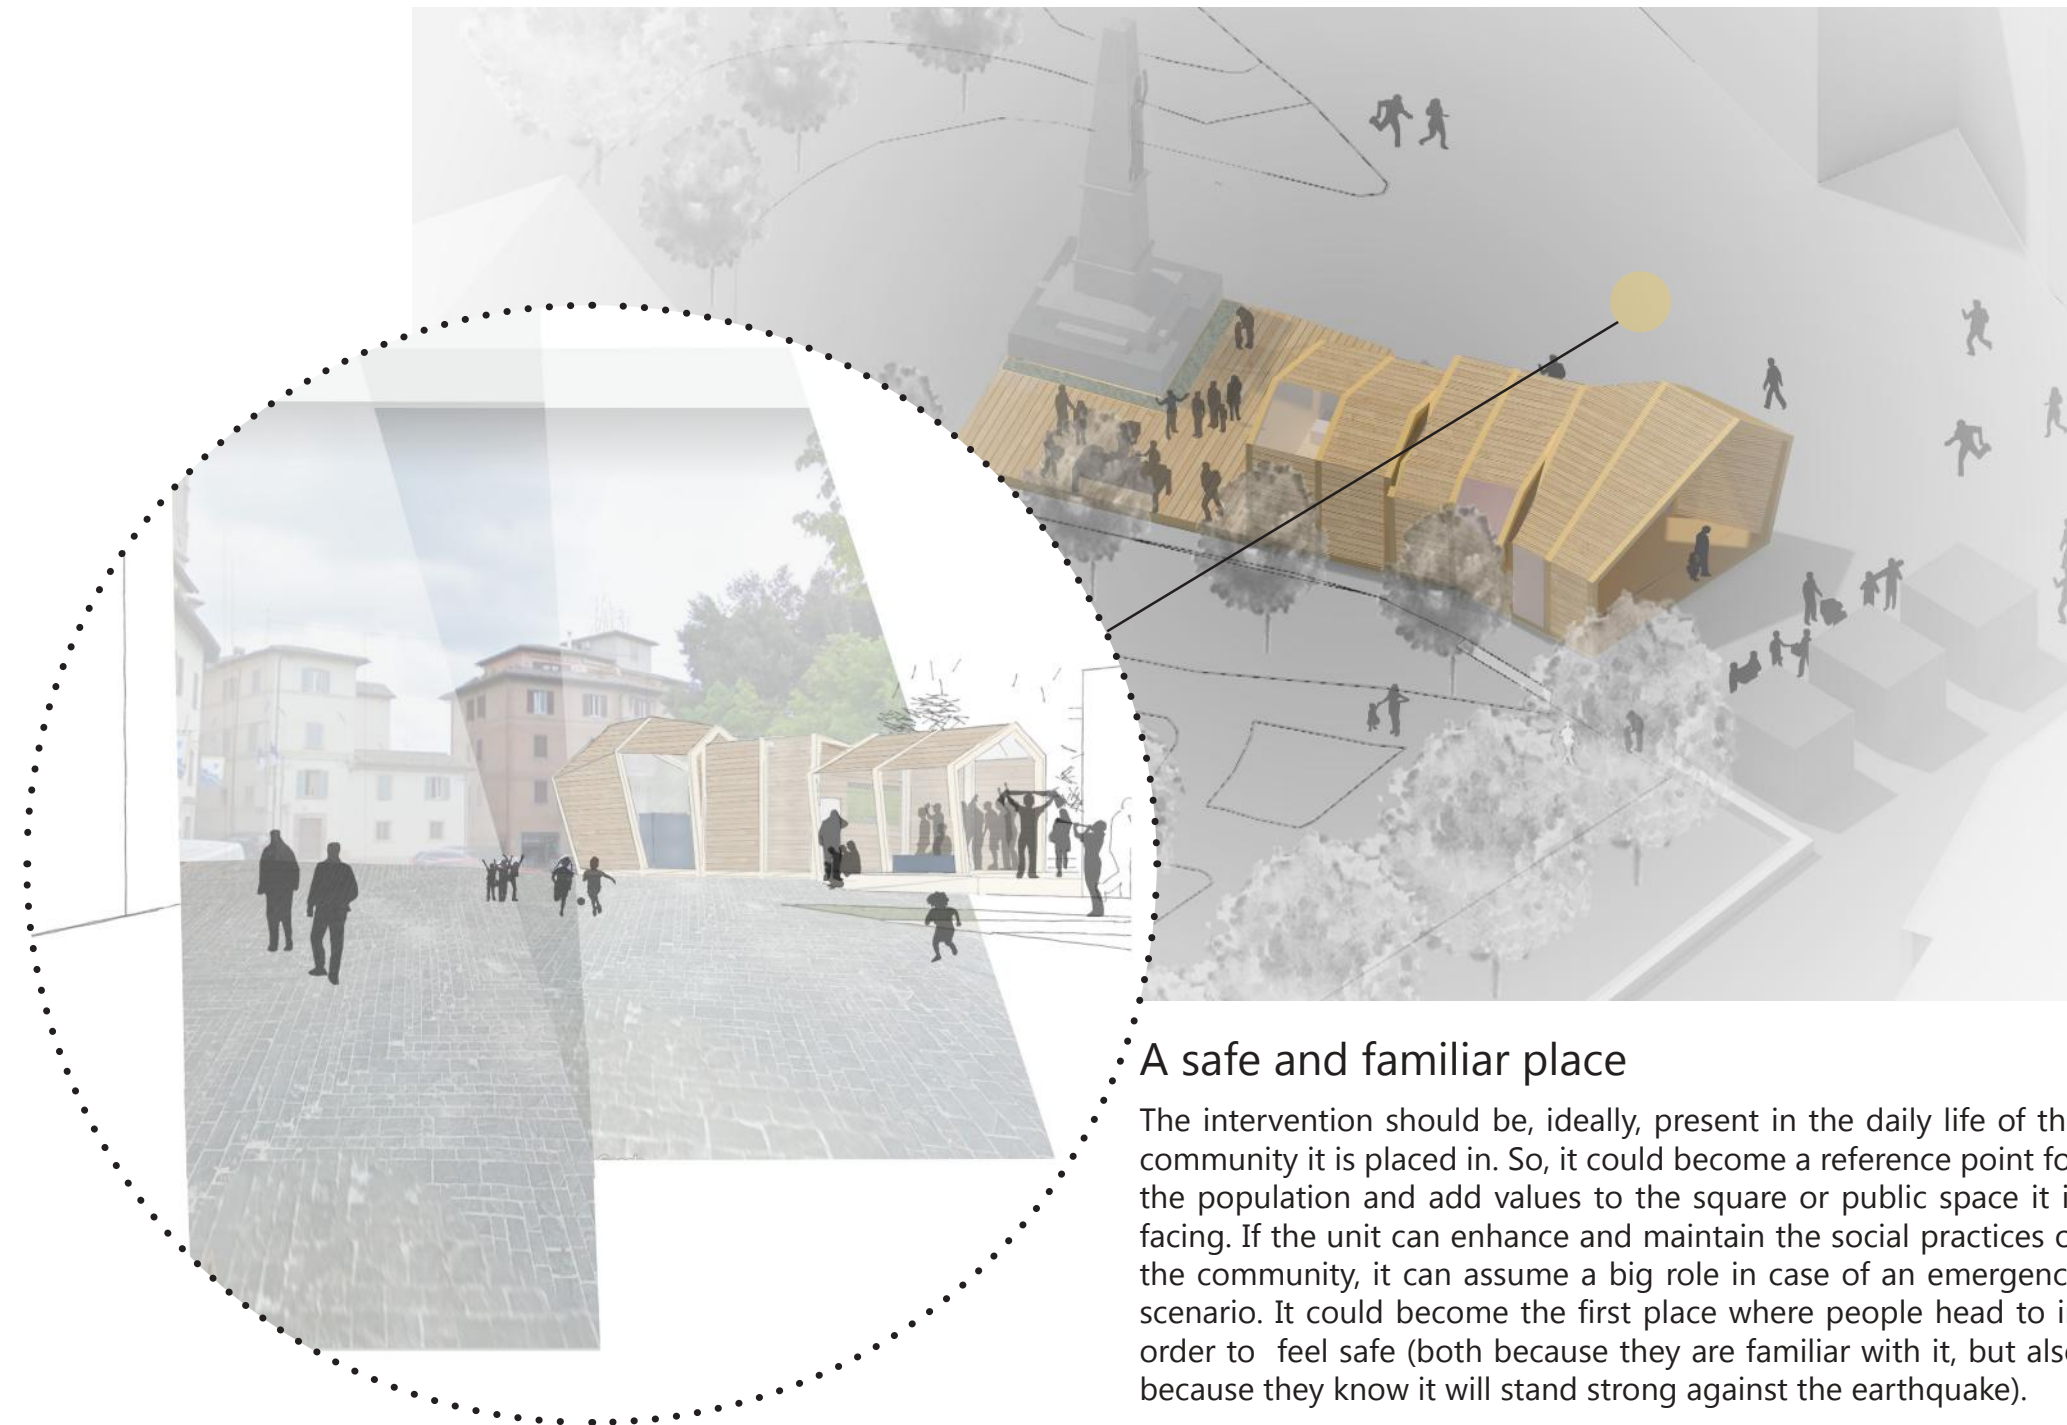 A safe and familiar place
The intervention should be, ideally, present in the daily life of th
community it is placed in. So, it could become a reference point fo
the population and add values to the square or public space it i
facing. If the unit can enhance and maintain the social practices o
the community, it can assume a big role in case of an emergenc
scenario. It could become the first place where people head to i
order to feel safe (both because they are familiar with it, but also
because they know it will stand strong against the earthquake).